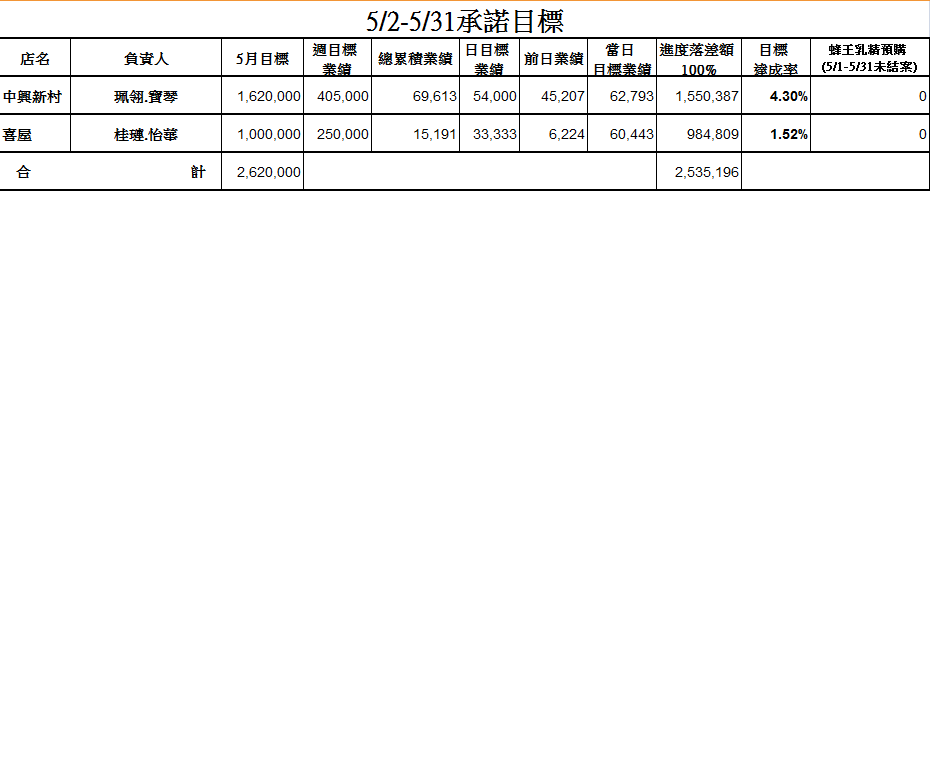 5/2-5/31承諾目標
店名 負責人 5月目標 週目標業績 總累積業績 日目標業績 前日業績 當日目標業績 進度落差額100% 目標達成率 蜂王乳精預購(5/1-5/31未結案)
中興新村 珮翎.寶琴 1,620,000 405,000 69,613 54,000 45,207 62,793 1,550,387 4.30% 0
喜屋 桂璉.怡華 1,000,000 250,000 15,191 33,333 6,224 60,443 984,809 1.52% 0
合計 2,620,000 2,535,196